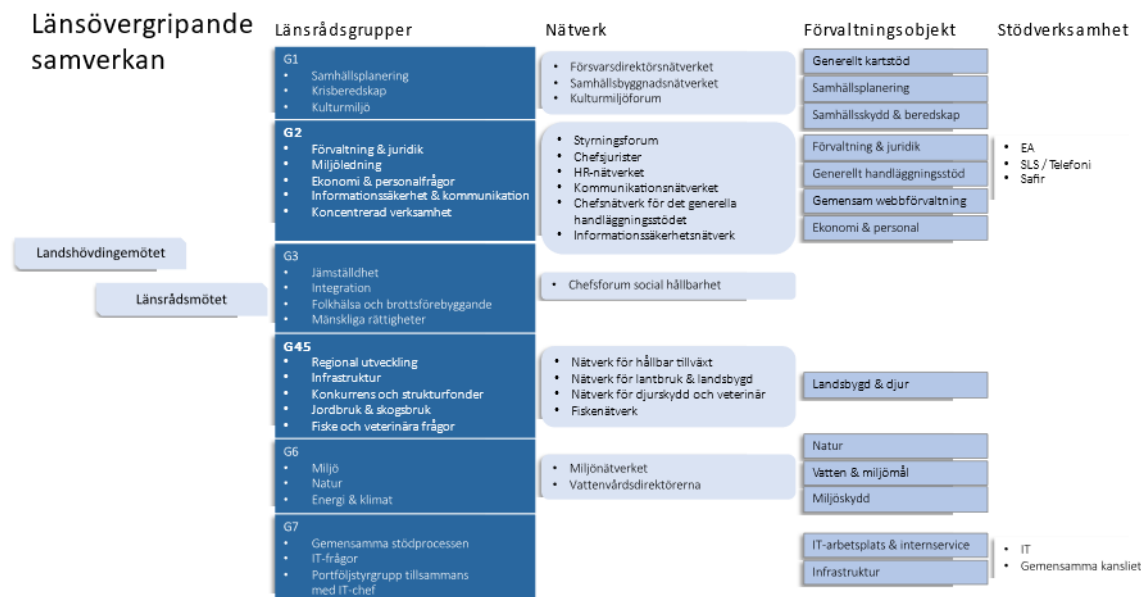 Länsövergripande
samverkan
Länsrådsgrupper
Nätverk
Förvaltningsobjekt
Stödverksamhet
Landshövdingemötet
Länsrådsmötet
G1
• Samhällsplanering
• Krisberedskap
• Kulturmiljö
• Försvarsdirektörsnätverket
• Samhällsbyggnadsnätverket
• Kulturmiljöforum
Generellt kartstöd
Samhällsplanering
Samhällsskydd & beredskap
G2
• Förvaltning & juridik
• Miljöledning
• Ekonomi & personalfrågor
• Informationssäkerhet & kommunikation
• Koncentrerad verksamhet
• Styrningsforum
• Chefsjurister
• HR-nätverket
• Kommunikationsnätverket
• Chefsnätverk för det generella
handläggningsstödet
• Informationssäkerhetsnätverk
Förvaltning & juridik
Generellt handläggningsstöd
Gemensam webbförvaltning
Ekonomi & personal
• EA
• SLS / Telefoni
• Safir
G3
• Jämställdhet
• Integration
• Folkhälsa och brottsförebyggande
• Mänskliga rättigheter
• Chefsforum social hållbarhet
G45
• Regional utveckling
• Infrastruktur
• Konkurrens och strukturfonder
• Jordbruk & skogsbruk
• Fiske och veterinära frågor
• Nätverk för hållbar tillväxt
• Nätverk för lantbruk & landsbygd
• Nätverk för djurskydd och veterinär
• Fiskenätverk
Landsbygd & djur
G6
• Miljö
• Natur
• Energi & klimat
• Miljönätverket
• Vattenvårdsdirektörerna
Natur
Vatten & miljömål
Miljöskydd
G7
• Gemensamma stödprocessen
• IT-frågor
• Portföljstyrgrupp tillsammans
med IT-chef
IT-arbetsplats & internservice
Infrastruktur
• IT
• Gemensamma kansliet